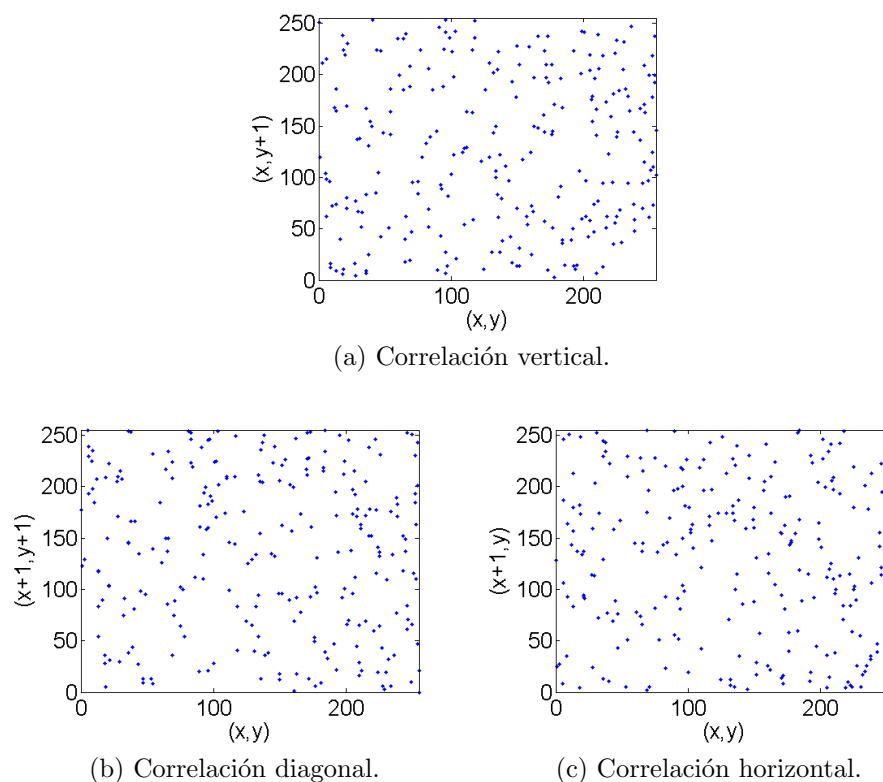 250
200
150
100
50
0
(x,y+1)
0 100 200
(x,y)
(a) Correlación vertical.
250
200
150
100
50
0
(x+1,y+1)
0 100 200
(x,y)
250
200
150
100
50
0
(x+1,y)
0 100 200
(x,y)
(b) Correlación diagonal.
(c) Correlación horizontal.